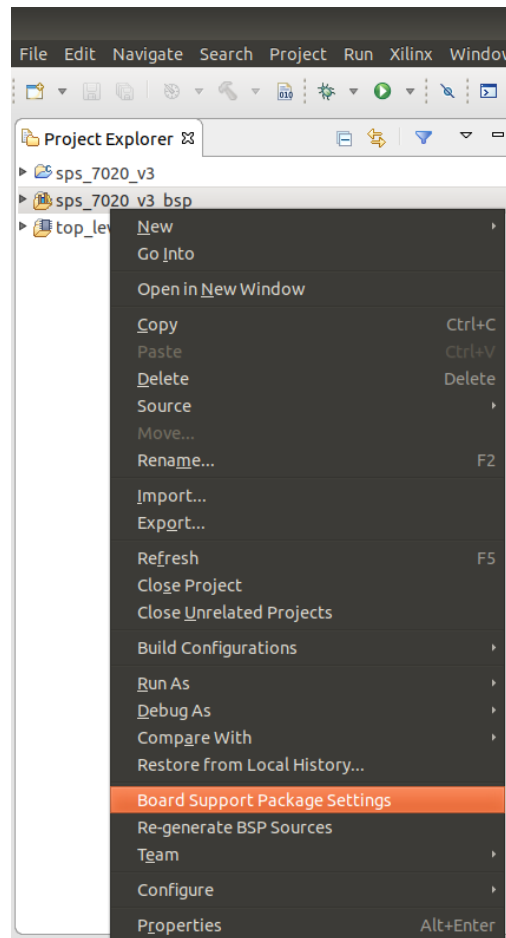 File Edit Navigate Search Project Run Xilinx
010
Project Explorer
sps_7020_v3
sps_7020_v3_bsp
top_lev
New
Go Into
Open in New Window
Copy Ctrl+C
Paste Ctrl+V
Delete Delete
Source
Move...
Rename... F2
Import...
Export...
Refresh F5
Close Project
Close Unrelated Projects
Build Configurations
Run As
Debug As
Compare With
Restore from Local History...
Board Support Package Settings
Re-generate BSP Sources
Team
Configure
Properties Alt+Enter